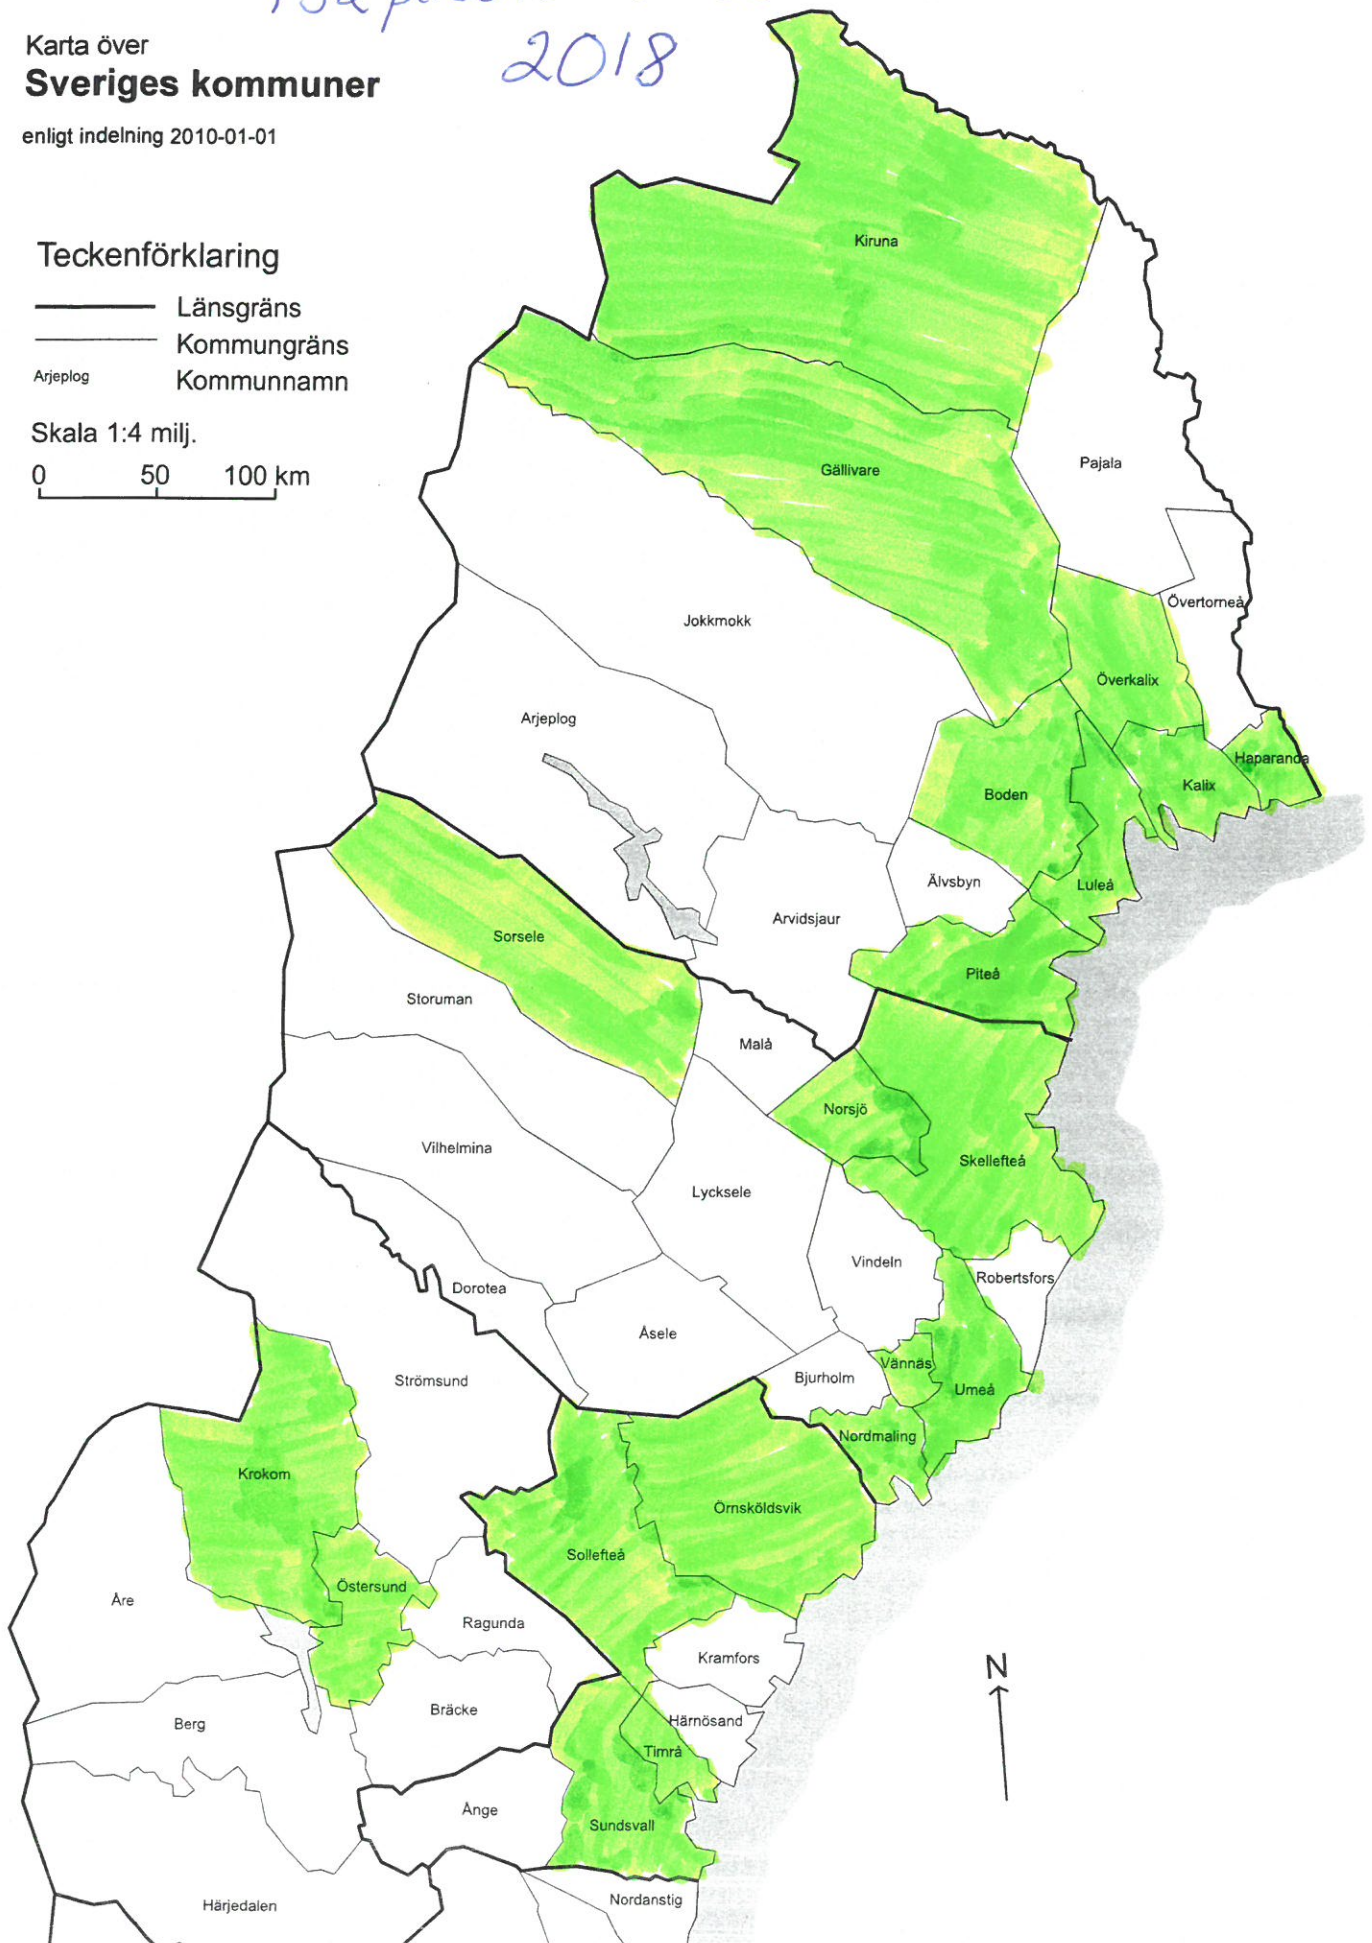 2018
Karta över
Sveriges kommuner
enligt indelning 2010-01-01
Teckenförklaring
Länsgräns
Kommungräns
Arjeplog Kommunnamn
Skala 1:4 milj.
0 50 100 km
Kiruna
Pajala
Gällivare
Övertorneå
Jokkmokk
Överkalix
Arjeplog
Haparanda
Kalix
Boden
Älvsbyn
Luleå
Arvidsjaur
Sorsele
Piteå
Storuman
Malå
Norsjö
Vilhelmina
Skellefteå
Lycksele
Vindeln
Robertsfors
Dorotea
Åsele
Vännäs
Bjurholm
Strömsund
Umeå
Nordmaling
Krokom
Örnsköldsvik
Sollefteå
Östersund
Åre
Ragunda
Kramfors
N
Bräcke
Härnösand
Berg
Timrå
Ånge
Sundsvall
Nordanstig
Härjedalen